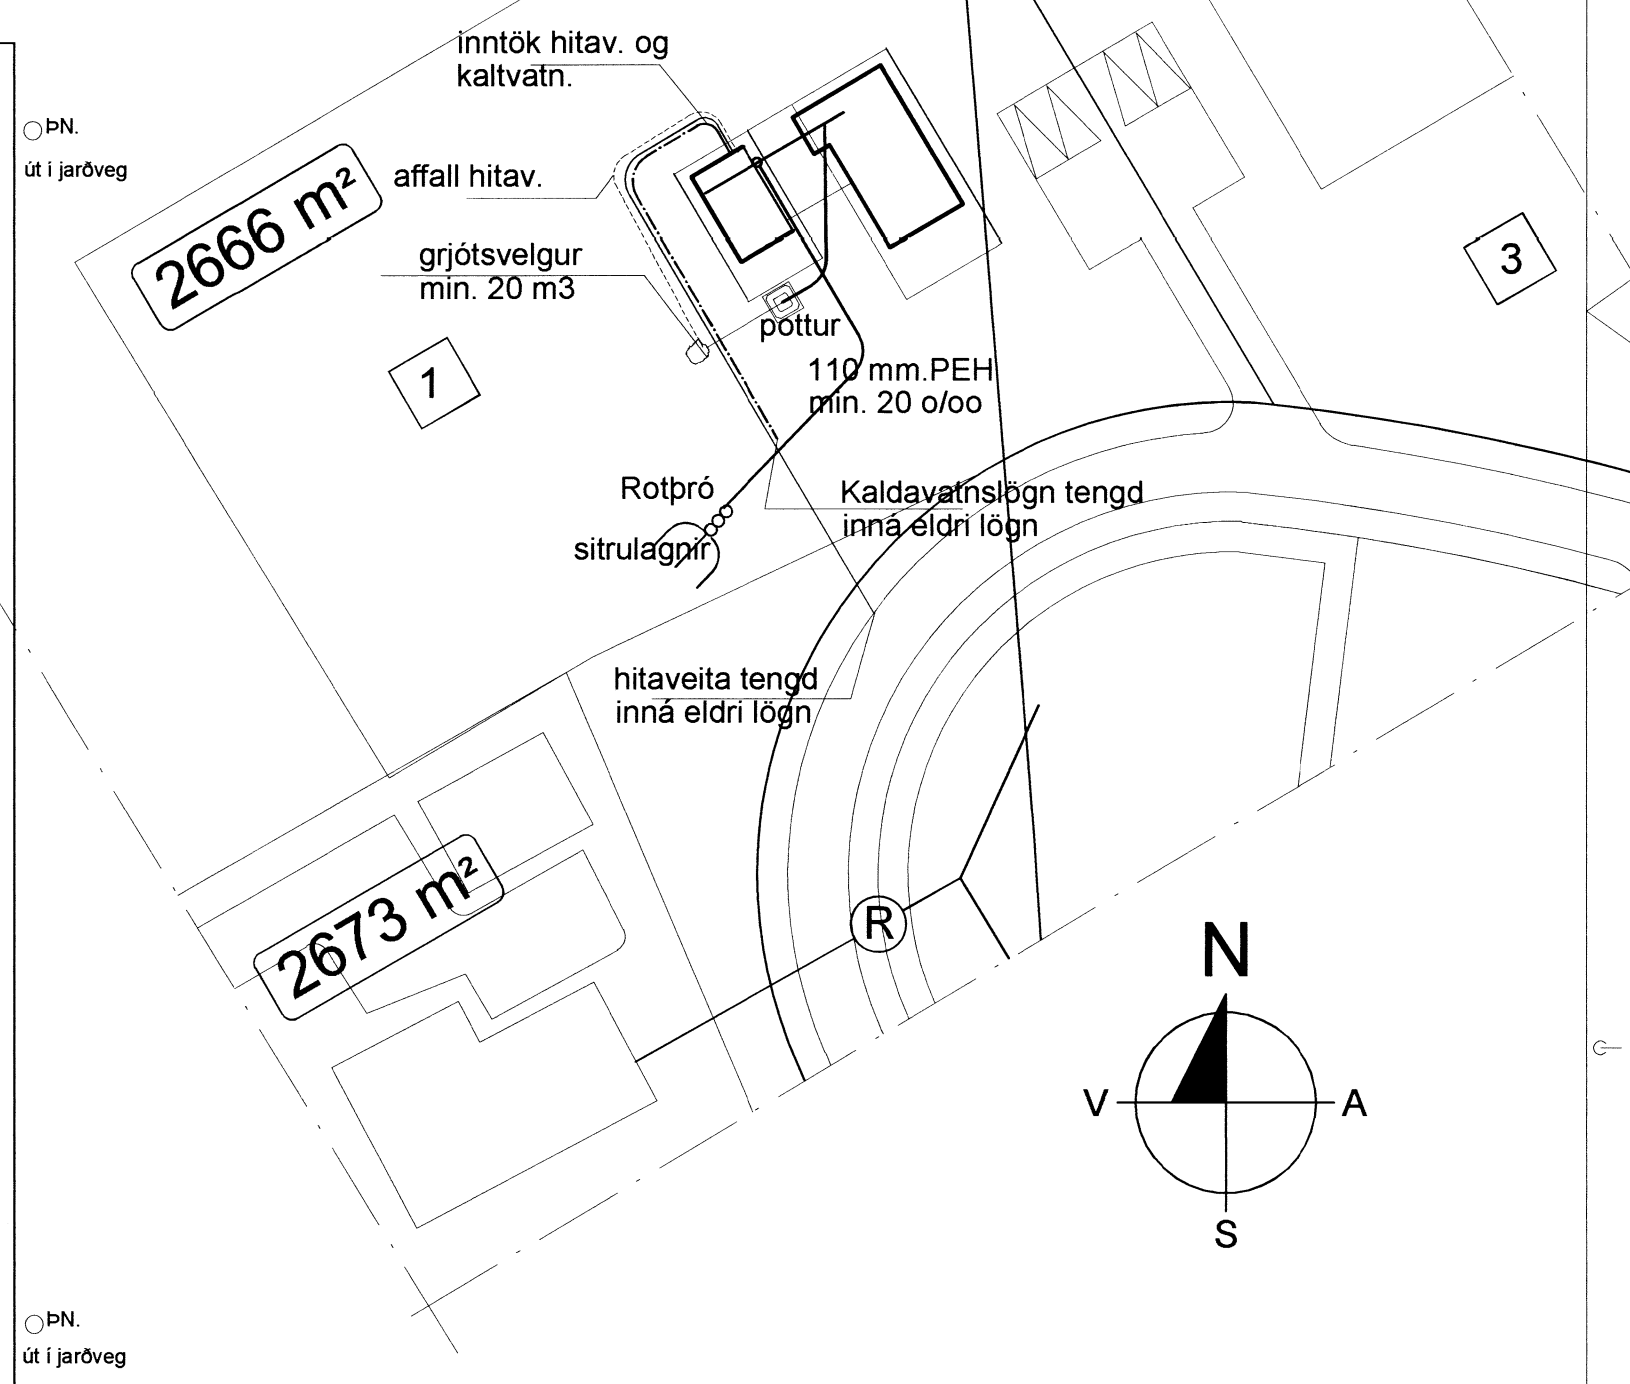 inntök hitav. og
kaltvatn.
ÞN.
út í jarðveg
2666 m²
affall hitav.
grjótsvelgur
min. 20 m3
3
pottur
1
110 mm.PEH
min. 20 o/oo
Rotþró
Kaldavatnslögn tengd
inná eldri lögn
sitrulagnir
hitaveita tengd
inná eldri lögn
2673 m²
R
N
V
A
S
ÞN.
út í jarðveg